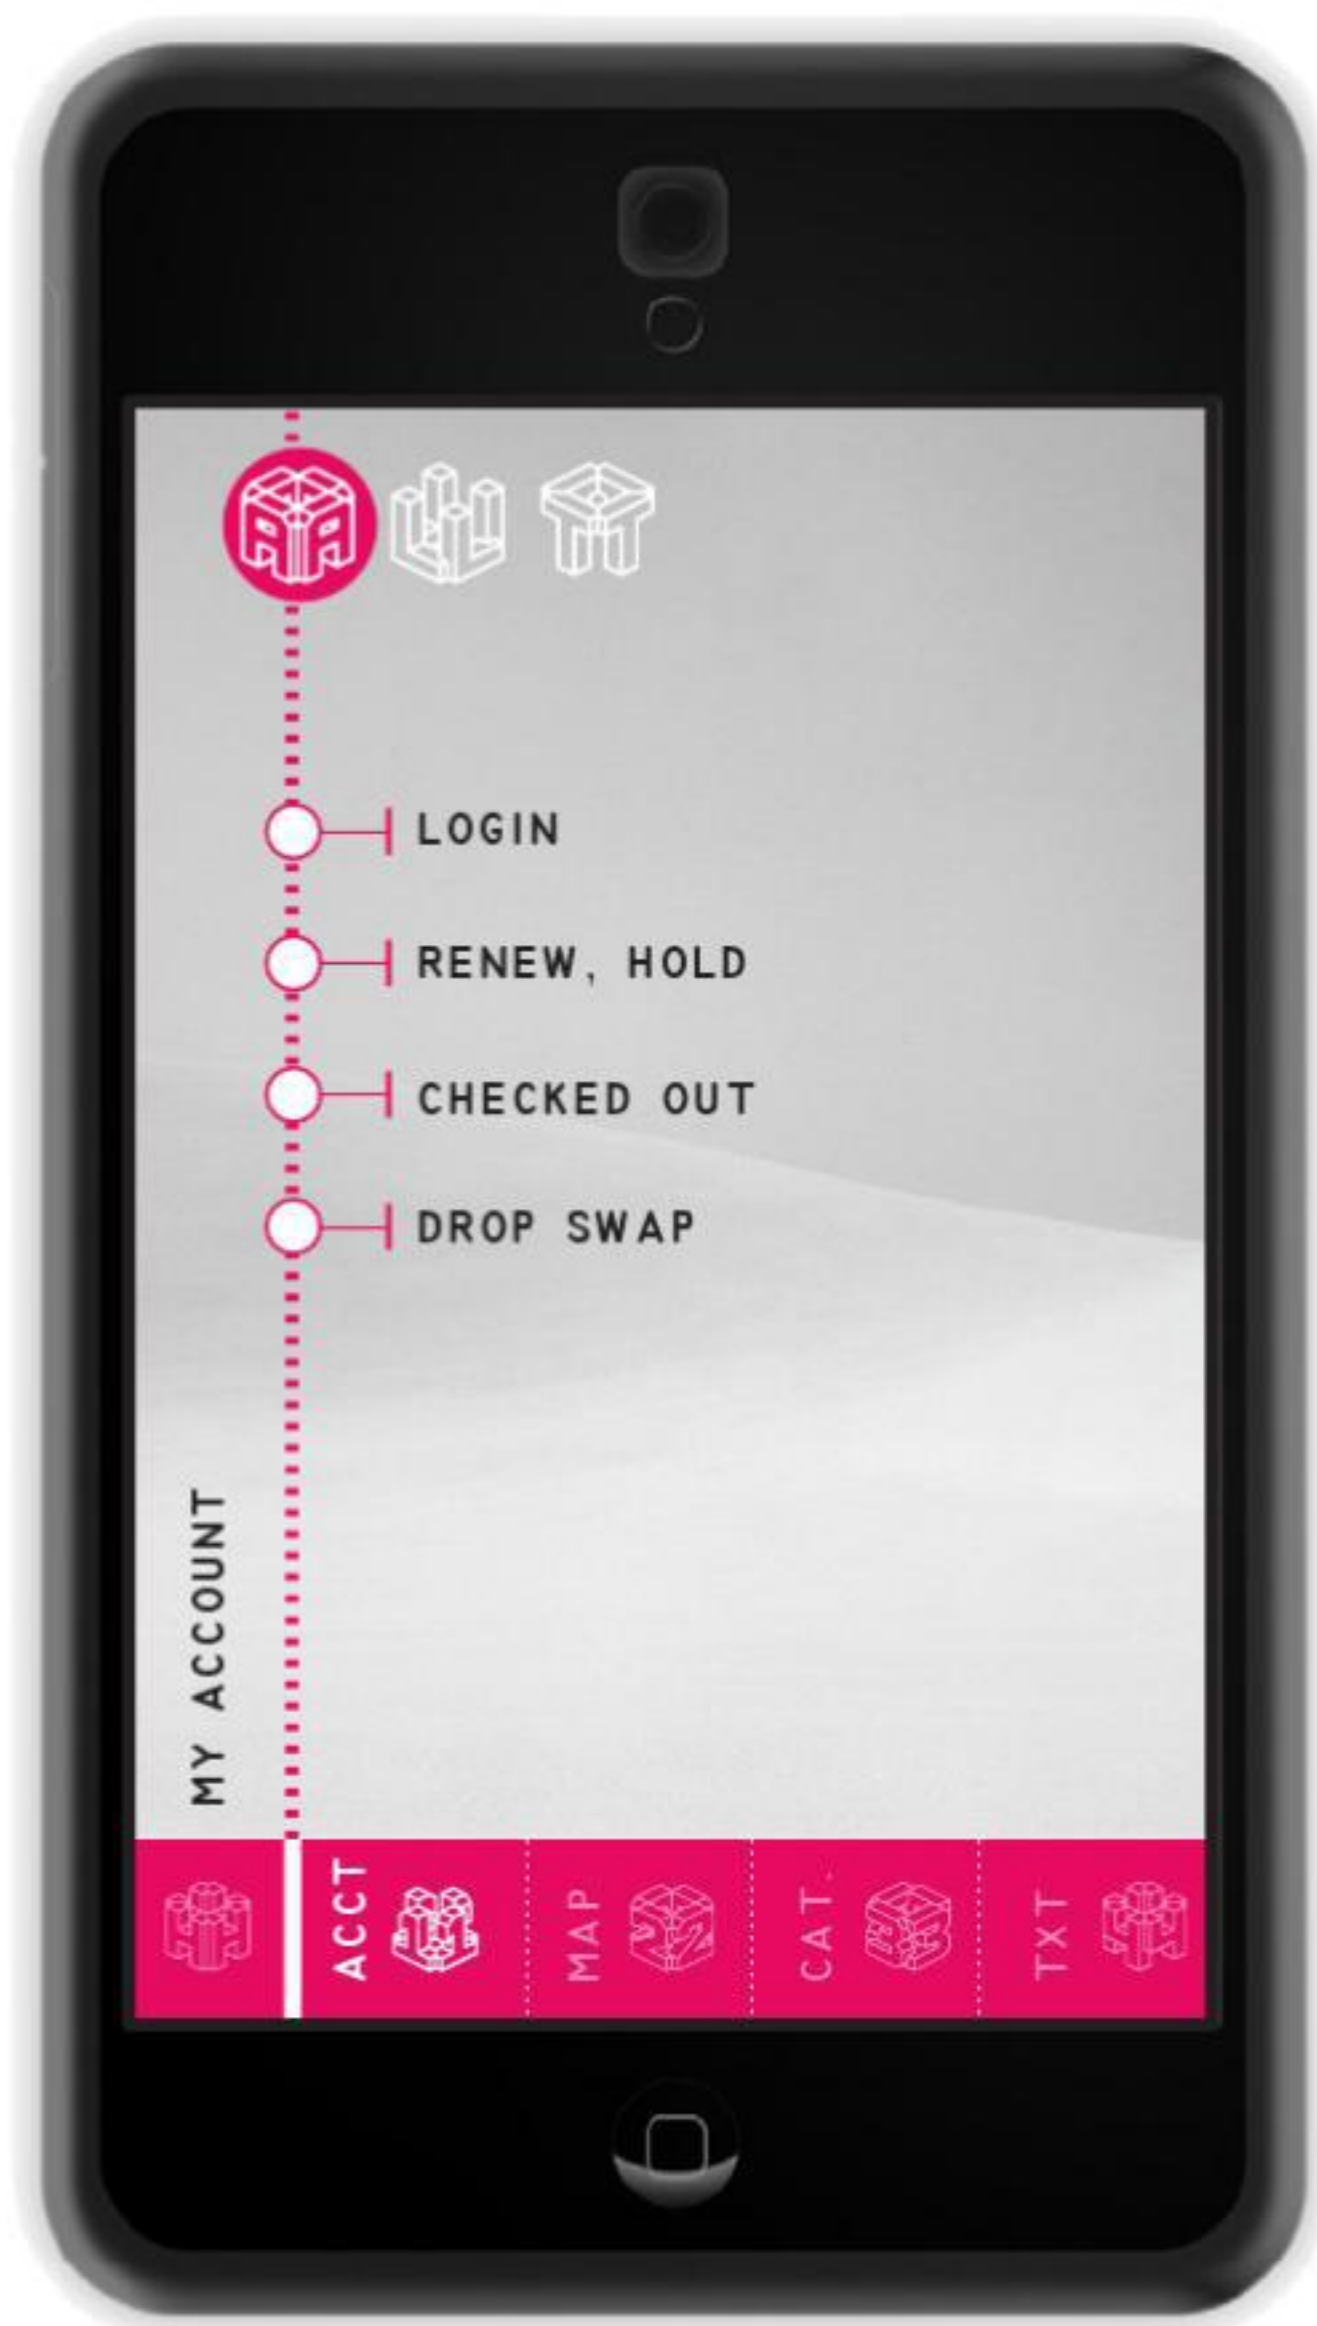 LOGIN
RENEW, HOLD
CHECKED OUT
DROP SWAP
MY ACCOUNT
ACCT
MAP
CAT.
TXT